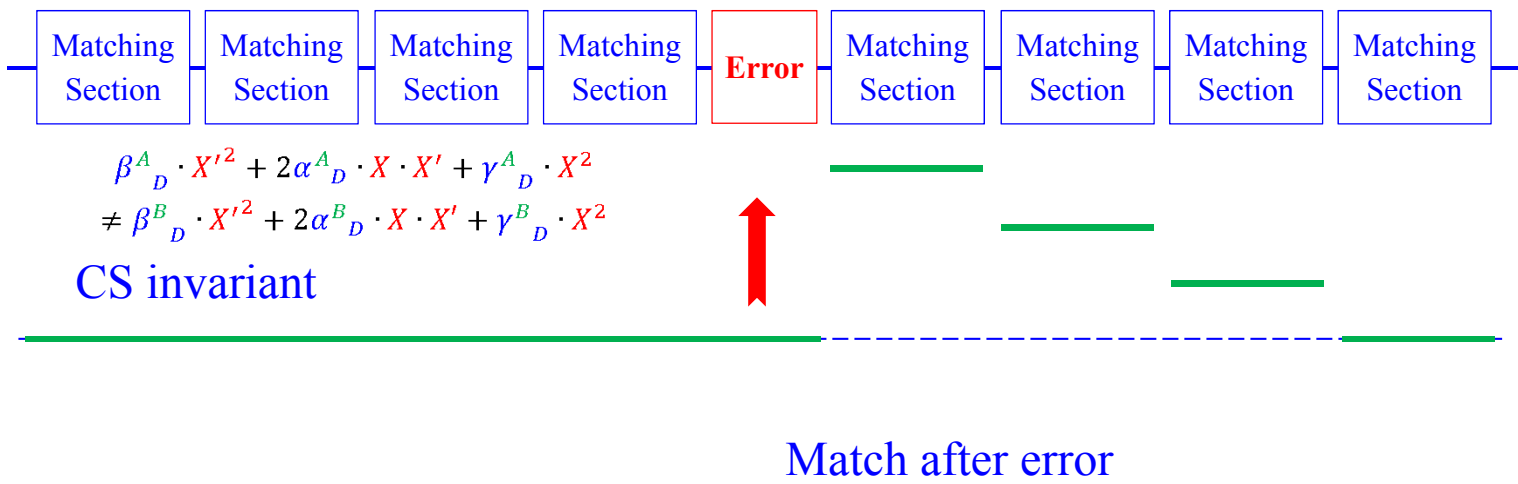 Matching Section
Matching Section
Matching Section
Matching Section
Error
Matching Section
Matching Section
Matching Section
Matching Section
β^A_D · X'^2 + 2α^A_D · X · X' + γ^A_D · X^2
≠ β^B_D · X'^2 + 2α^B_D · X · X' + γ^B_D · X^2
CS invariant
Match after error